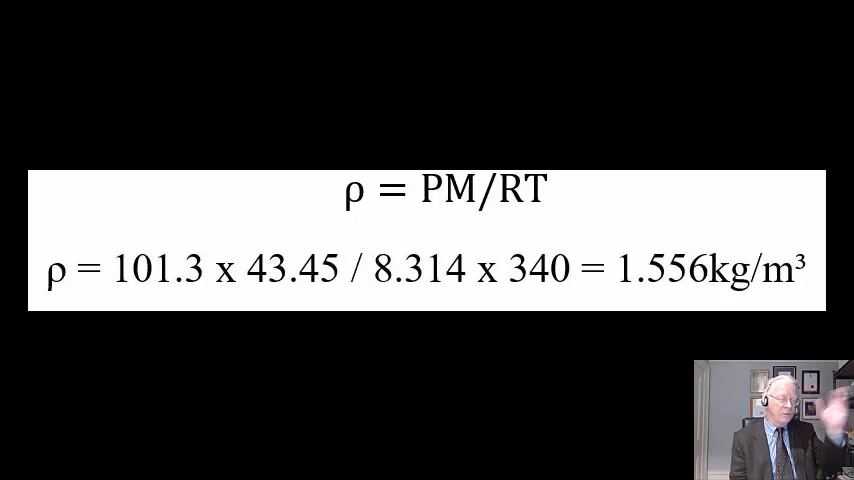 ρ = PM/RT
ρ = 101.3 x 43.45 / 8.314 x 340 = 1.556kg/m³